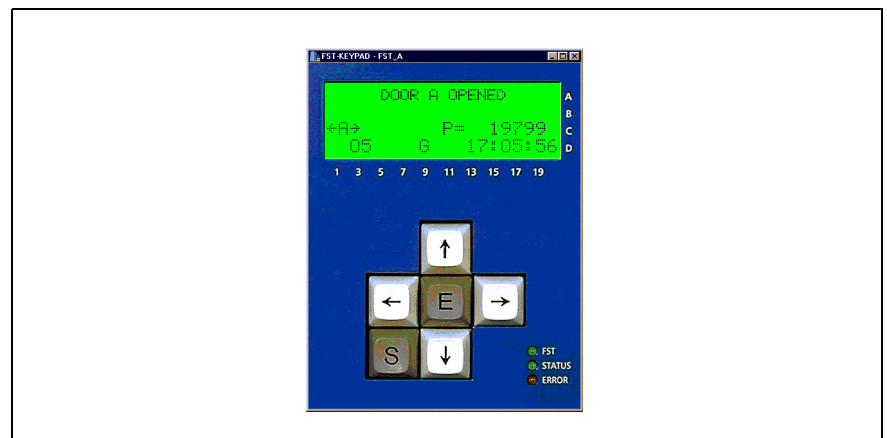 FST-KEYPAD - FST_A
DOOR A OPENED A
B
←A→ P= 19799 C
05 G 17:05:56 D
1 3 5 7 9 11 13 15 17 19
↑
← E →
S ↓
FST
STATUS
ERROR